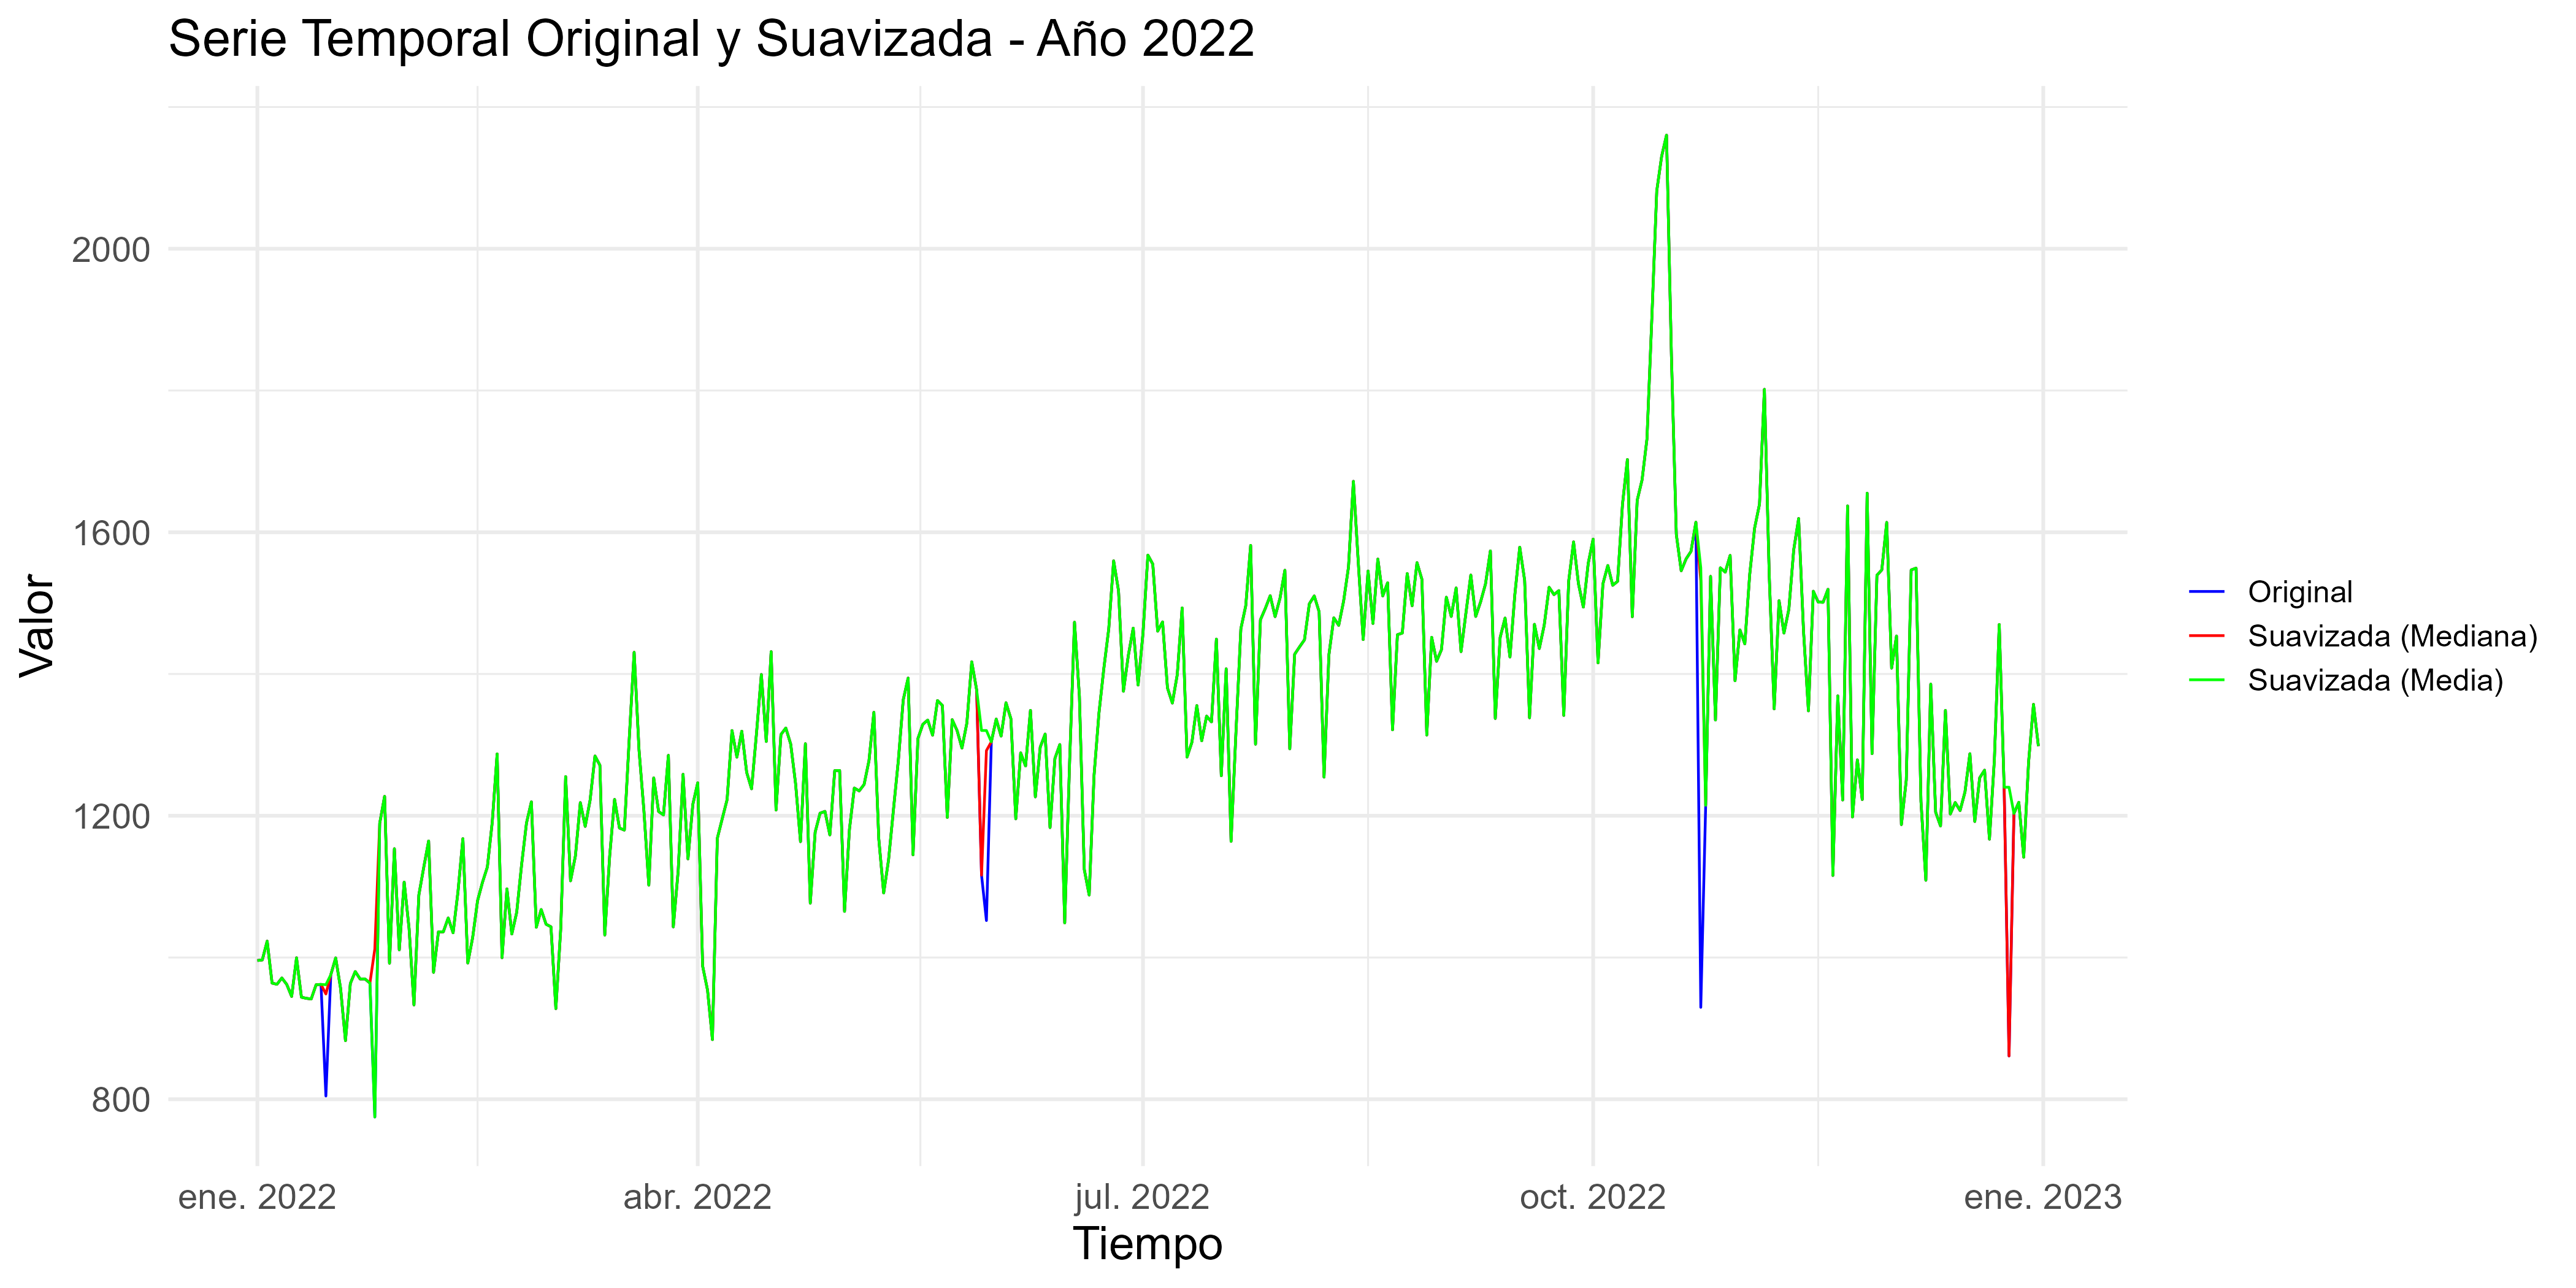 Serie Temporal Original y Suavizada - Año 2022
Valor
2000
1600
1200
800
ene. 2022
abr. 2022
jul. 2022
oct. 2022
ene. 2023
Tiempo
Original
Suavizada (Mediana)
Suavizada (Media)